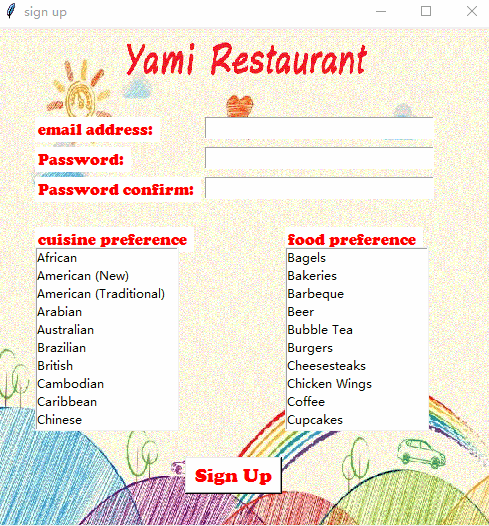 sign up
Yami Restaurant
email address:
Password:
Password confirm:
cuisine preference
African
American (New)
American (Traditional)
Arabian
Australian
Brazilian
British
Cambodian
Caribbean
Chinese
food preference
Bagels
Bakeries
Barbeque
Beer
Bubble Tea
Burgers
Cheesesteaks
Chicken Wings
Coffee
Cupcakes
Sign Up